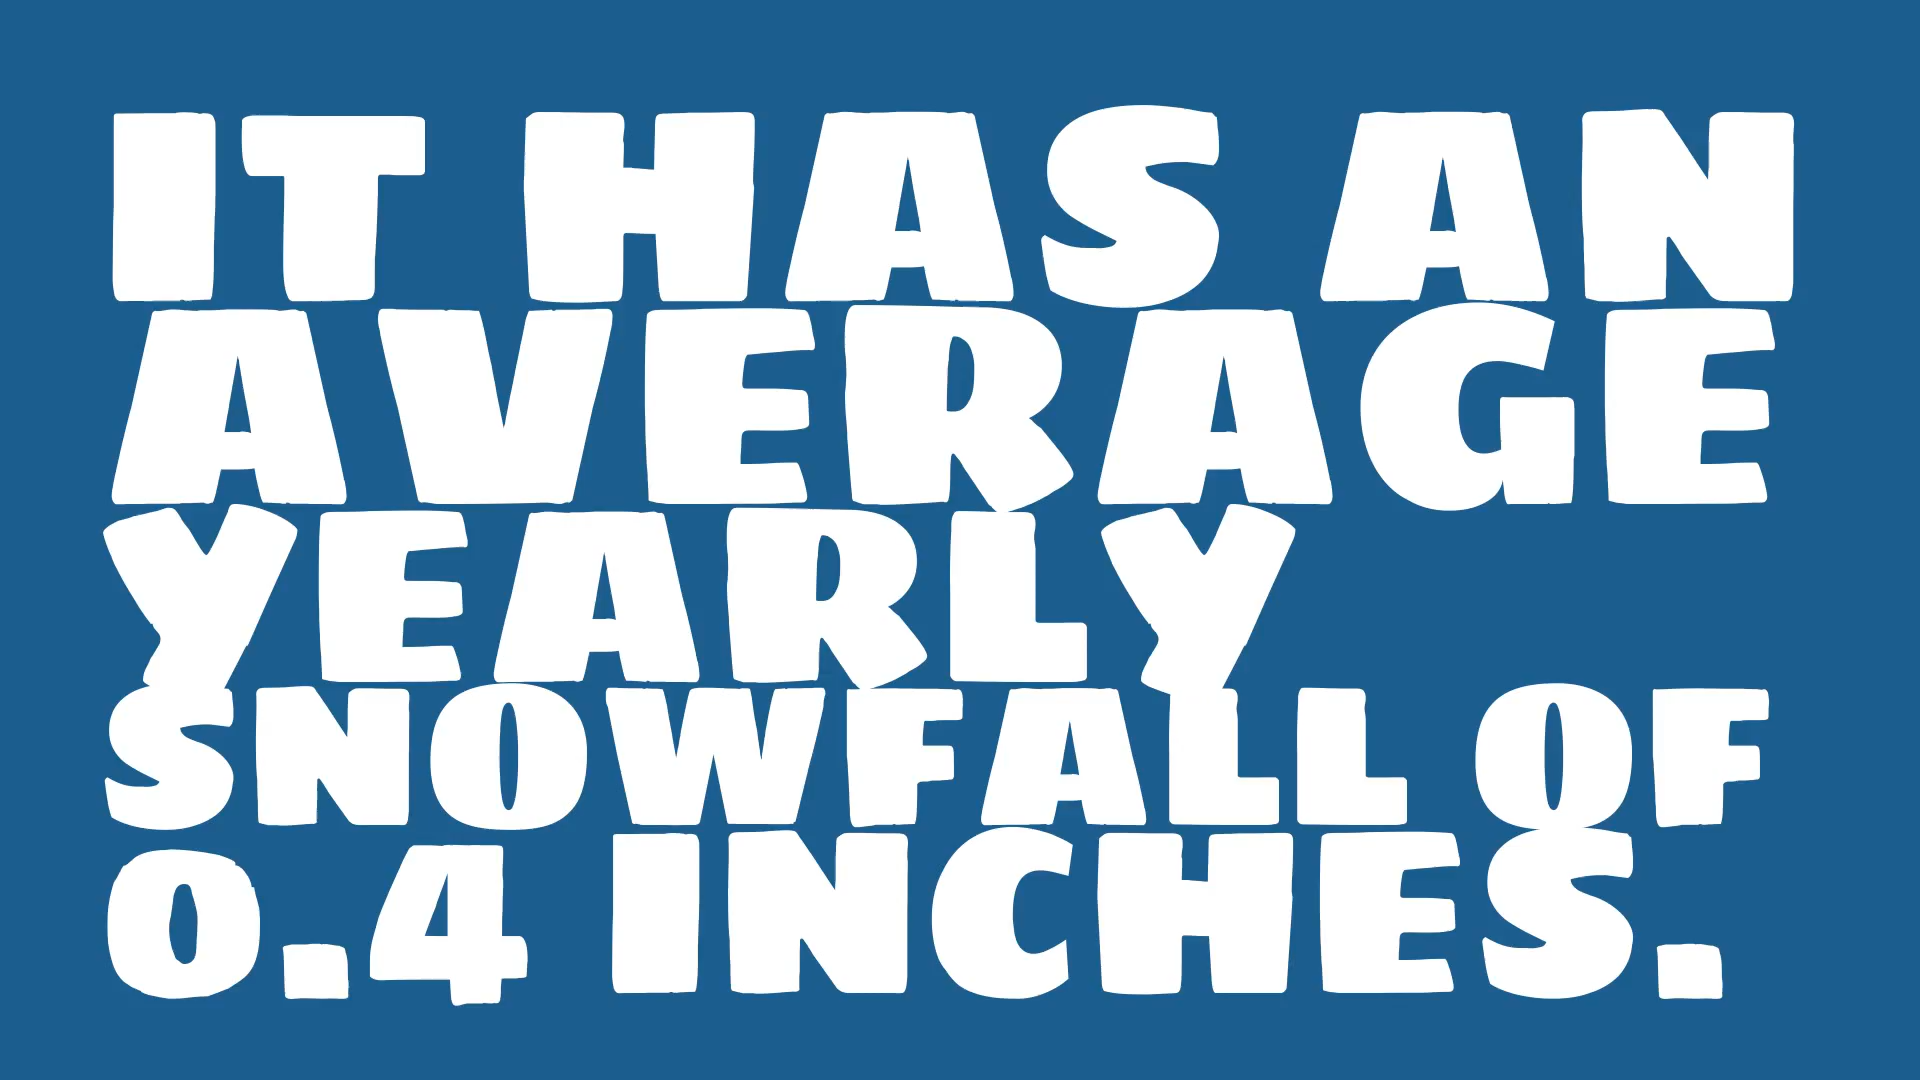 IT HAS AN
AVERAGE
YEARLY
SNOWFALL OF
0.4 INCHES.